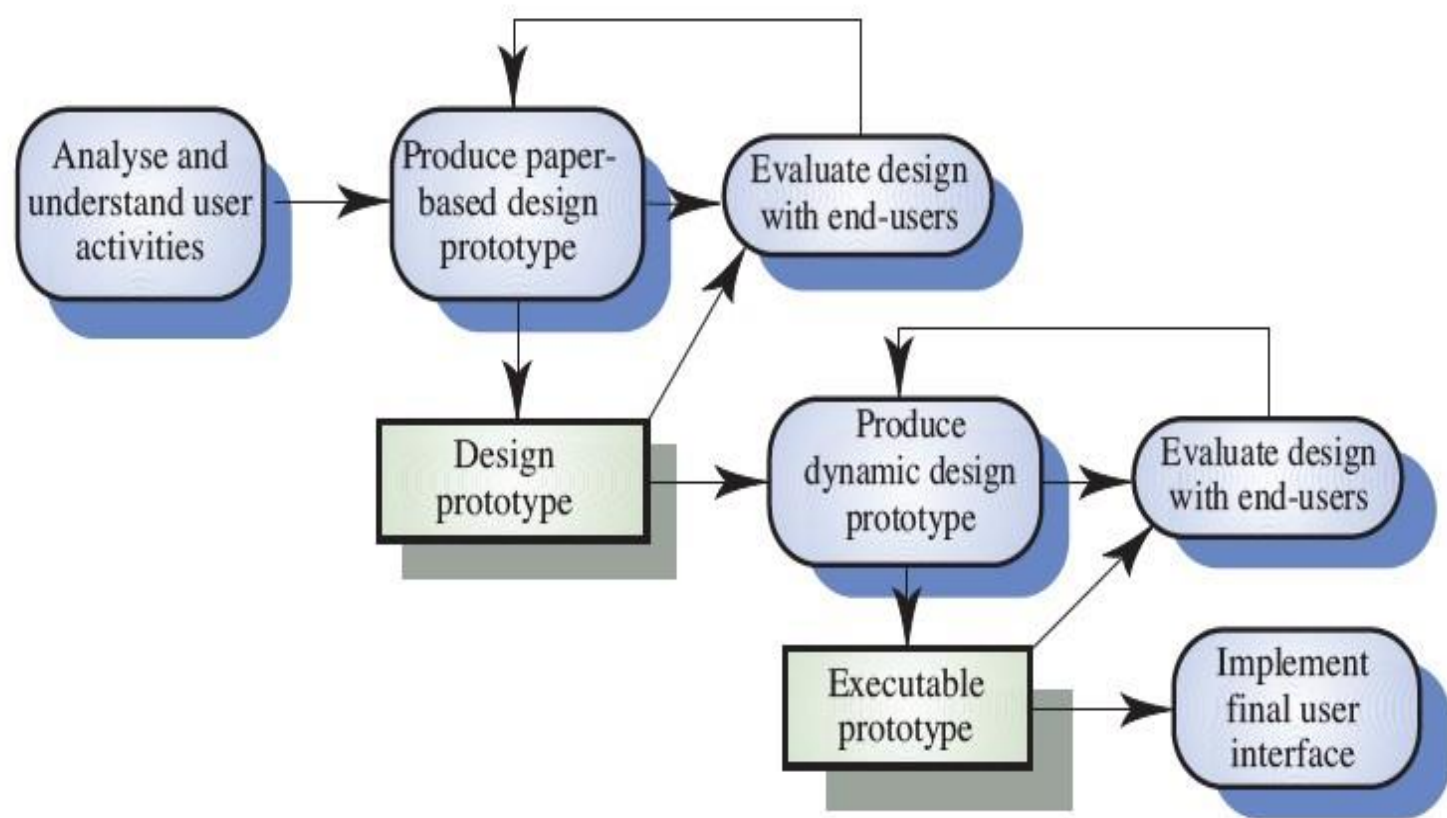 Analyse and
understand user
activities
Produce paper-
based design
prototype
Evaluate design
with end-users
Design
prototype
Produce
dynamic design
prototype
Evaluate design
with end-users
Executable
prototype
Implement
final user
interface